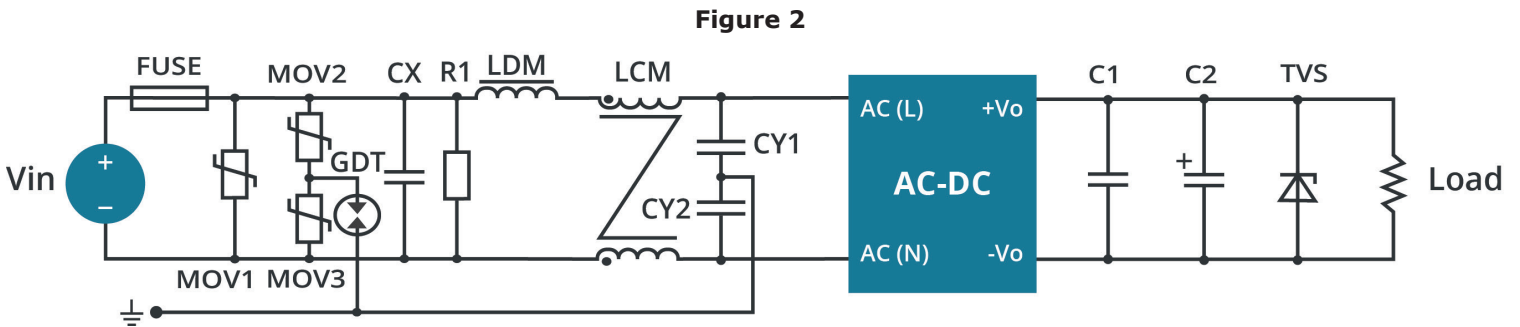 Figure 2
FUSE
MOV2
CX
R1
LDM
LCM
C1
C2
TVS
AC (L)
+Vo
GDT
CY1
+
+
Vin
AC-DC
Load
−
CY2
AC (N)
-Vo
MOV1
MOV3